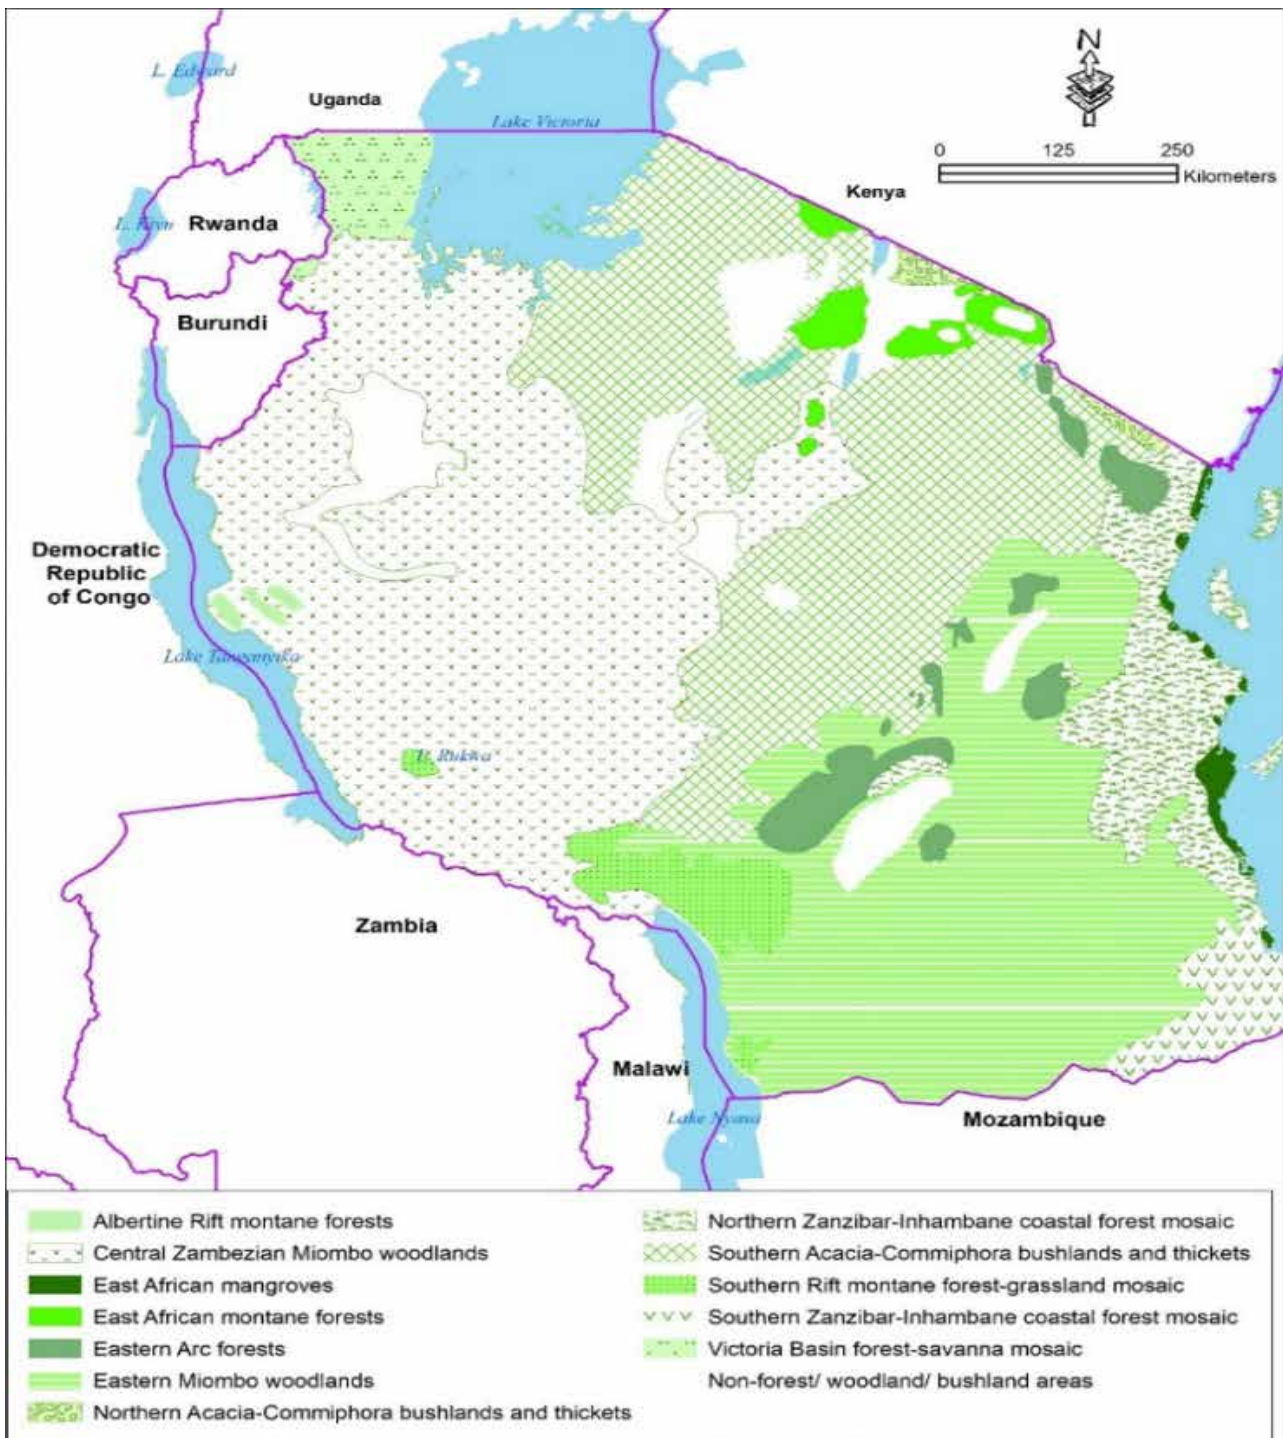 N
L. Edward
Uganda
Lake Victoria
0 125 250
Kilometers
Kenya
L. Kivu
Rwanda
Burundi
Democratic
Republic
of Congo
Lake Tanganyika
L. Rukwa
Zambia
Malawi
Mozambique
Lake Nyasa
Albertine Rift montane forests
Central Zambezian Miombo woodlands
East African mangroves
East African montane forests
Eastern Arc forests
Eastern Miombo woodlands
Northern Acacia-Commiphora bushlands and thickets
Northern Zanzibar-Inhambane coastal forest mosaic
Southern Acacia-Commiphora bushlands and thickets
Southern Rift montane forest-grassland mosaic
Southern Zanzibar-Inhambane coastal forest mosaic
Victoria Basin forest-savanna mosaic
Non-forest/ woodland/ bushland areas